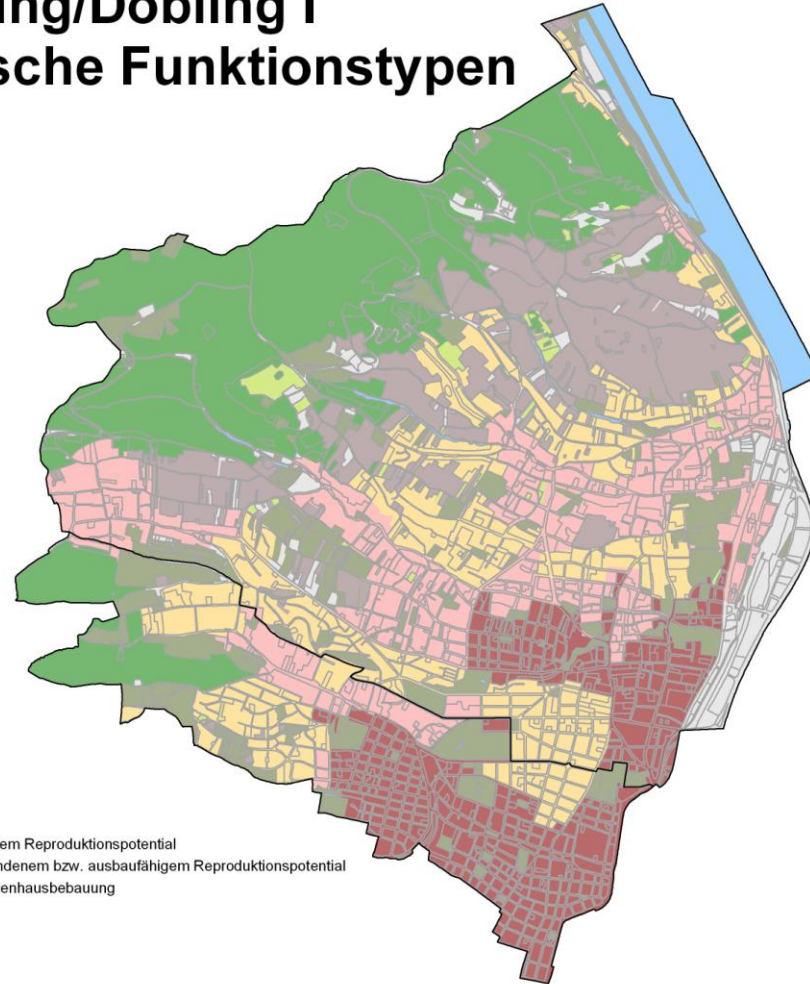 ing/Döbling I
sche Funktionstypen
em Reproduktionspotential
ndenem bzw. ausbaufähigem Reproduktionspotential
enhausbebauung